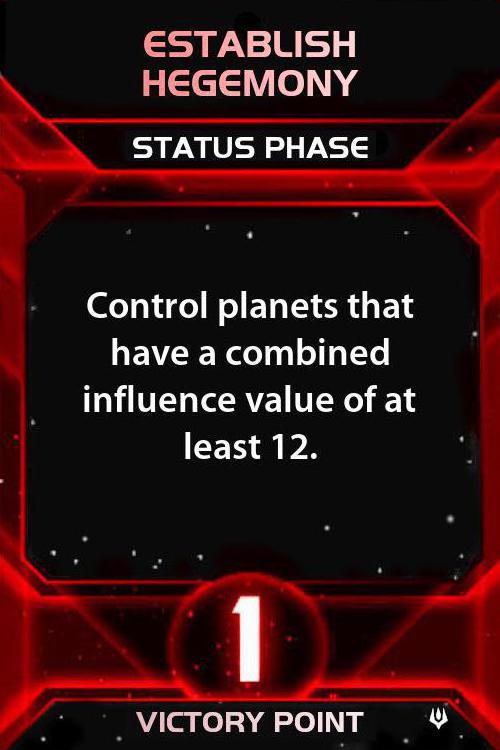 ESTABLISH
HEGEMONY
STATUS PHASE
Control planets that
have a combined
influence value of at
least 12.
1
VICTORY POINT